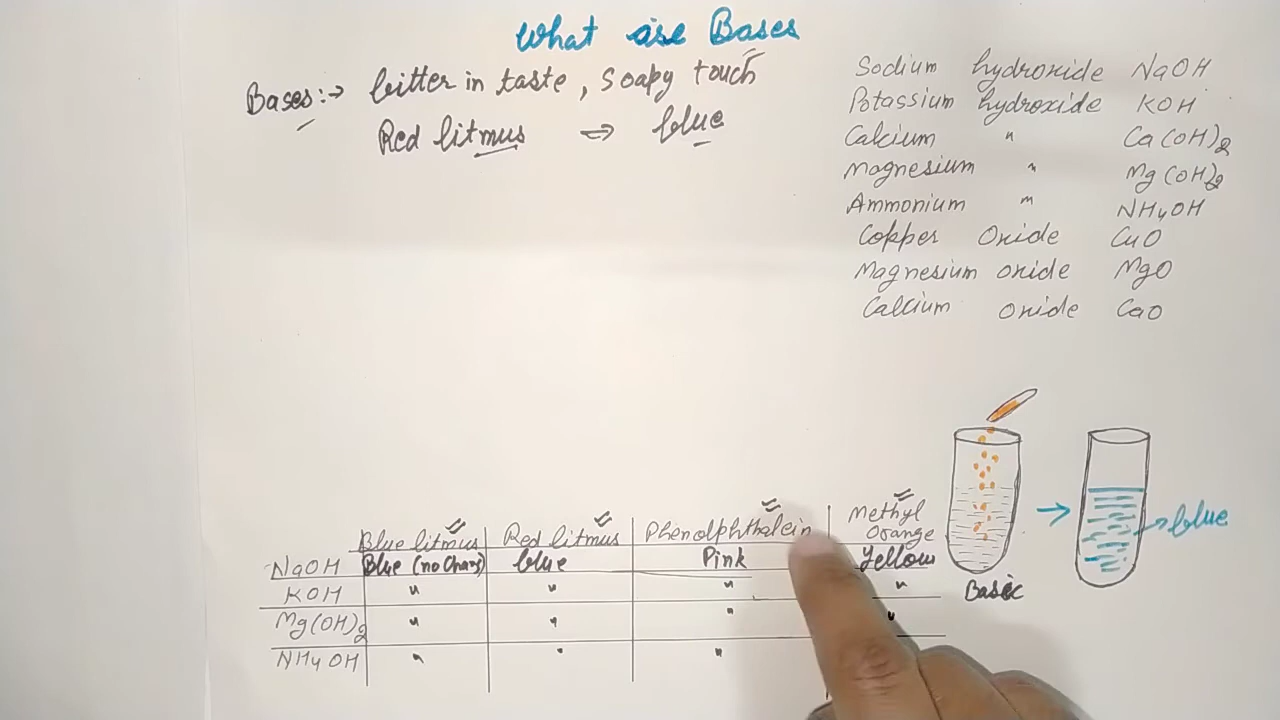 What are Bases
Bases:→ bitter in taste, Soapy touch
Red litmus ⇒ blue
Sodium hydroxide NaOH
Potassium hydroxide KOH
Calcium " Ca(OH)2
Magnesium " Mg(OH)2
Ammonium " NH4OH
Copper Oxide CuO
Magnesium oxide MgO
Calcium oxide CaO
Blue litmus Red litmus Phenolphthalein Methyl Orange
NaOH Blue (no Chang) blue Pink Yellow
KOH " " " "
Mg(OH)2 " " " "
NH4OH " " "
Basic
→ blue